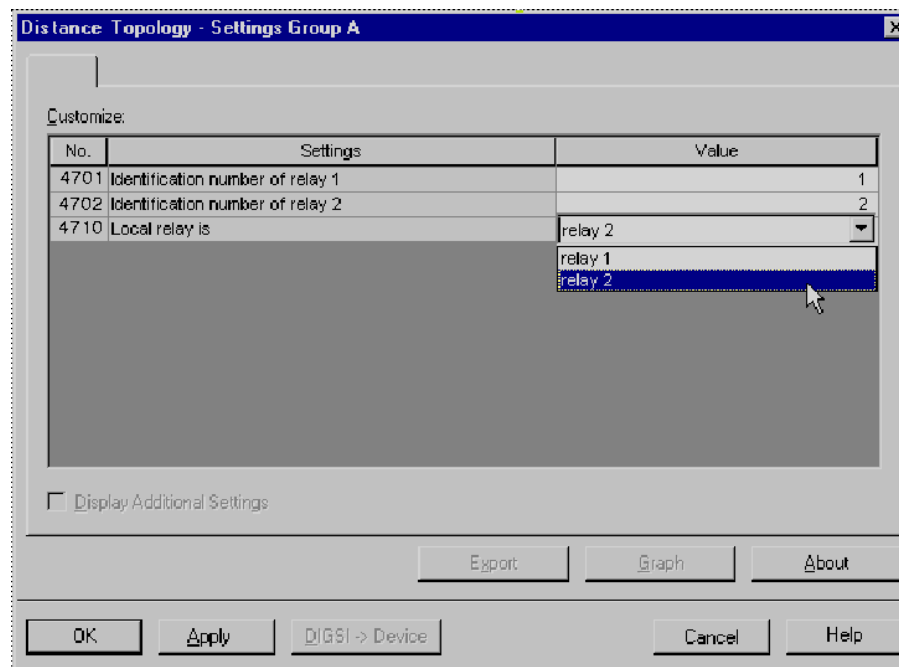 Distance Topology - Settings Group A
Customize:
No. Settings Value
4701 Identification number of relay 1 1
4702 Identification number of relay 2 2
4710 Local relay is relay 2
relay 1
relay 2
Display Additional Settings
Export Graph About
OK Apply DIGSI -> Device Cancel Help